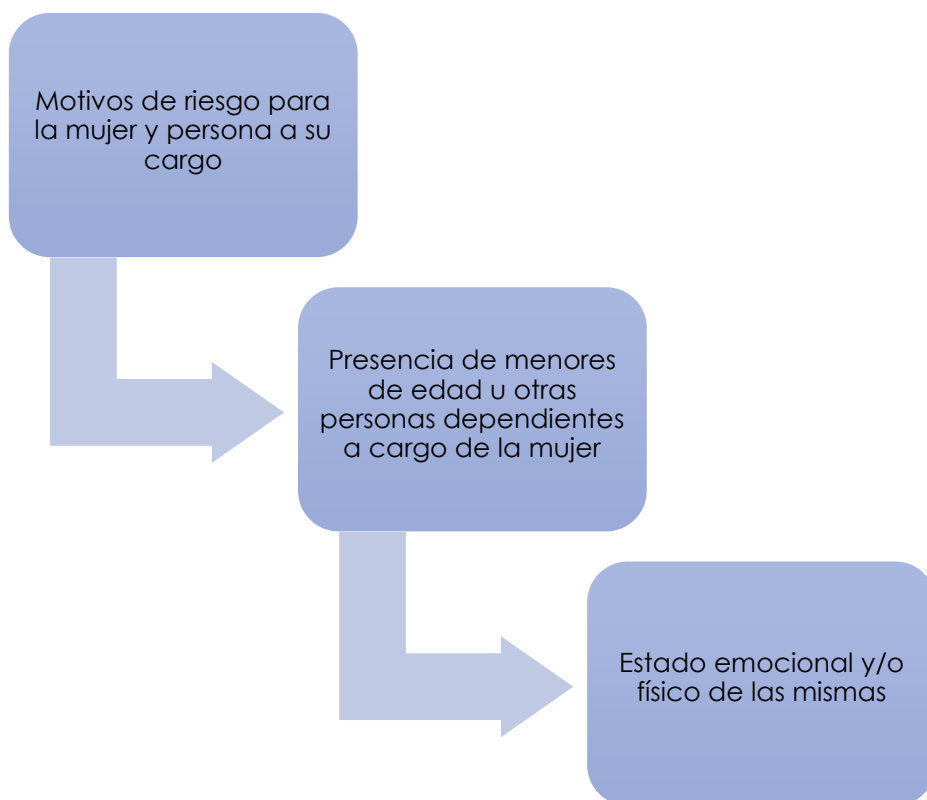 Motivos de riesgo para
la mujer y persona a su
cargo
Presencia de menores
de edad u otras
personas dependientes
a cargo de la mujer
Estado emocional y/o
físico de las mismas